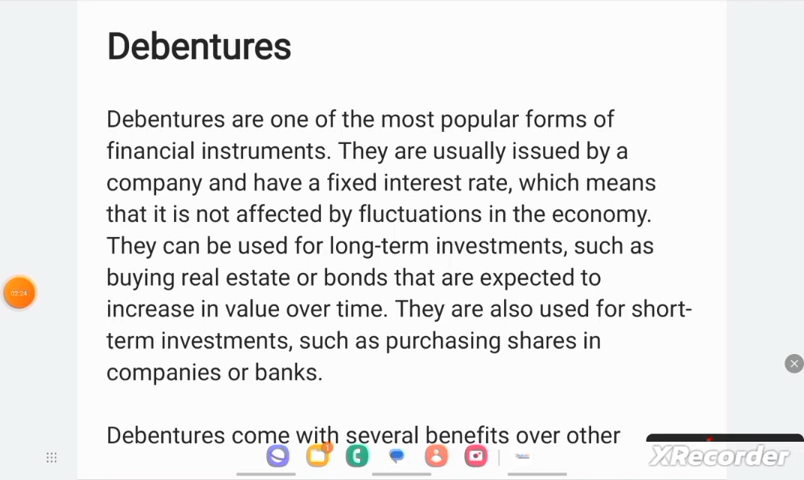 Debentures
Debentures are one of the most popular forms of
financial instruments. They are usually issued by a
company and have a fixed interest rate, which means
that it is not affected by fluctuations in the economy.
They can be used for long-term investments, such as
buying real estate or bonds that are expected to
increase in value over time. They are also used for short-
term investments, such as purchasing shares in
companies or banks.
Debentures come with several benefits over other
02:24
XRecorder